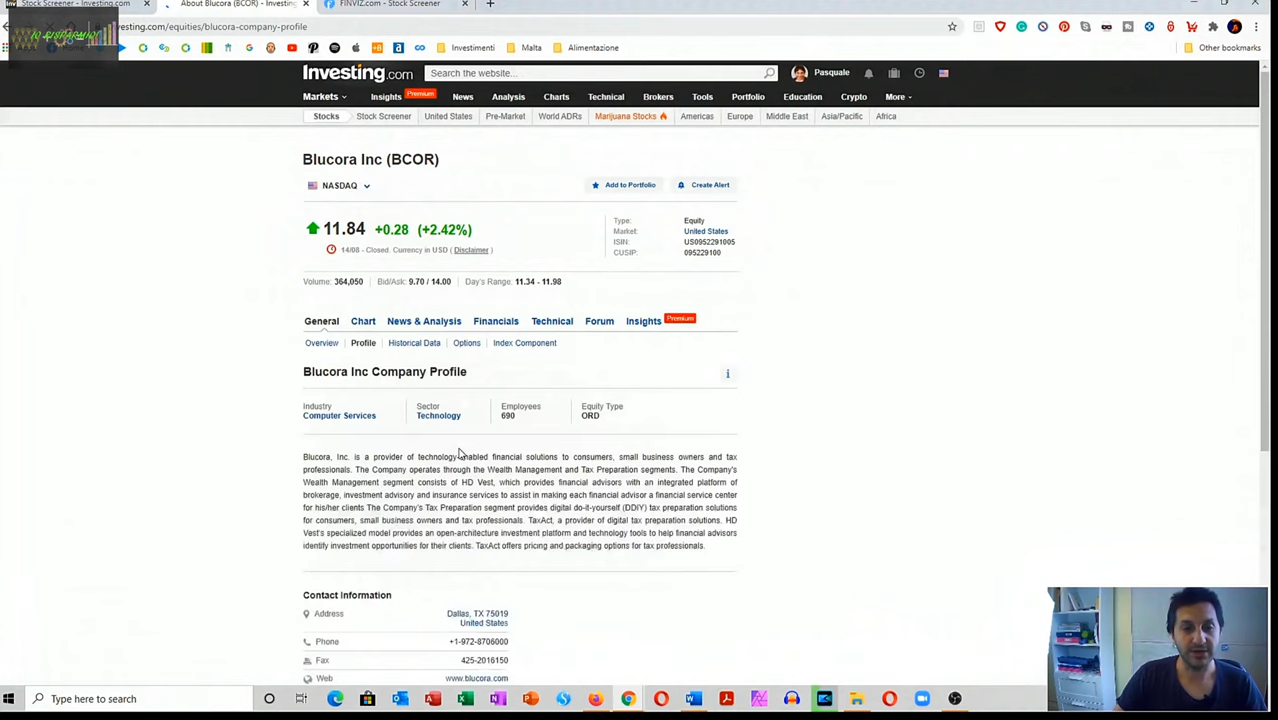 Stock Screener - Investing.com
About Blucora (BCOR) - Investing.c
FINVIZ.com - Stock Screener
vesting.com/equities/blucora-company-profile
IO RISPARMIO
Investimenti
Malta
Alimentazione
Other bookmarks
Investing.com
Search the website...
Pasquale
Markets
Insights
Premium
News
Analysis
Charts
Technical
Brokers
Tools
Portfolio
Education
Crypto
More
Stocks
Stock Screener
United States
Pre-Market
World ADRs
Marijuana Stocks
Americas
Europe
Middle East
Asia/Pacific
Africa
Blucora Inc (BCOR)
NASDAQ
Add to Portfolio
Create Alert
11.84 +0.28 (+2.42%)
14/08 - Closed. Currency in USD ( Disclaimer )
Type: Equity
Market: United States
ISIN: US0952291005
CUSIP: 095229100
Volume: 364,050 Bid/Ask: 9.70 / 14.00 Day's Range: 11.34 - 11.98
General
Chart
News & Analysis
Financials
Technical
Forum
Insights
Premium
Overview
Profile
Historical Data
Options
Index Component
Blucora Inc Company Profile
Industry
Computer Services
Sector
Technology
Employees
690
Equity Type
ORD
Blucora, Inc. is a provider of technology-enabled financial solutions to consumers, small business owners and tax
professionals. The Company operates through the Wealth Management and Tax Preparation segments. The Company's
Wealth Management segment consists of HD Vest, which provides financial advisors with an integrated platform of
brokerage, investment advisory and insurance services to assist in making each financial advisor a financial service center
for his/her clients The Company's Tax Preparation segment provides digital do-it-yourself (DDIY) tax preparation solutions
for consumers, small business owners and tax professionals. TaxAct, a provider of digital tax preparation solutions. HD
Vest's specialized model provides an open-architecture investment platform and technology tools to help financial advisors
identify investment opportunities for their clients. TaxAct offers pricing and packaging options for tax professionals.
Contact Information
Address
Dallas, TX 75019
United States
Phone
+1-972-8706000
Fax
425-2016150
Web
www.blucora.com
Type here to search